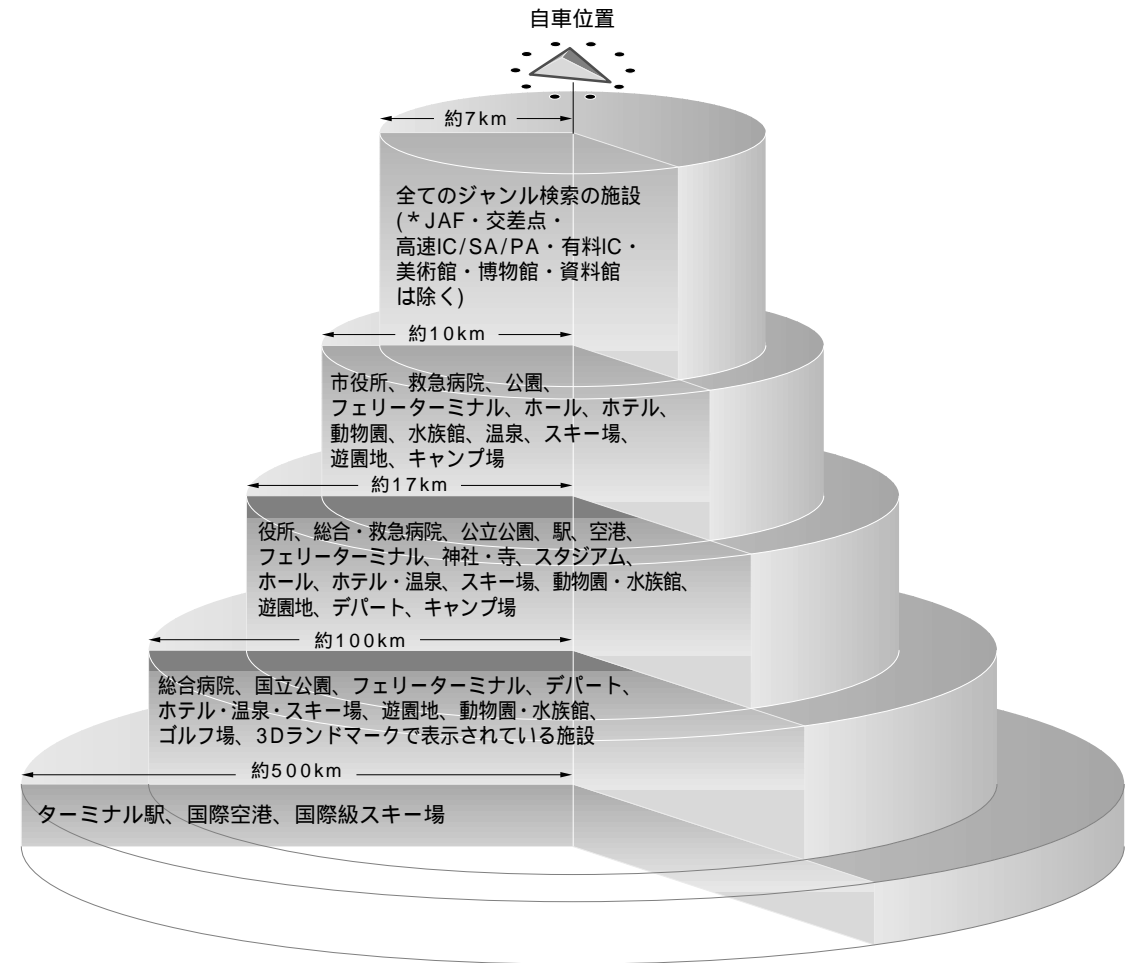 自車位置
約7km
全てのジャンル検索の施設
(＊JAF・交差点・
高速IC/SA/PA・有料IC・
美術館・博物館・資料館
は除く)
約10km
市役所、救急病院、公園、
フェリーターミナル、ホール、ホテル、
動物園、水族館、温泉、スキー場、
遊園地、キャンプ場
約17km
役所、総合・救急病院、公立公園、駅、空港、
フェリーターミナル、神社・寺、スタジアム、
ホール、ホテル・温泉、スキー場、動物園・水族館、
遊園地、デパート、キャンプ場
約100km
総合病院、国立公園、フェリーターミナル、デパート、
ホテル・温泉・スキー場、遊園地、動物園・水族館、
ゴルフ場、3Dランドマークで表示されている施設
約500km
ターミナル駅、国際空港、国際級スキー場